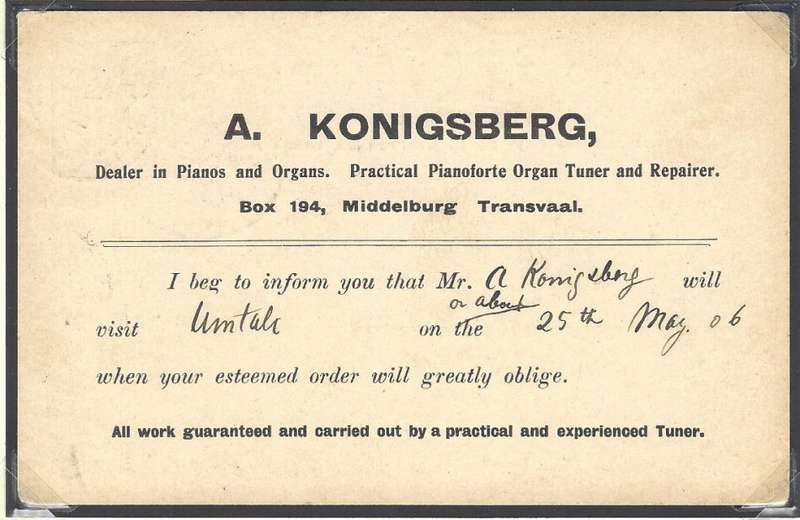 A. KONIGSBERG,
Dealer in Pianos and Organs. Practical Pianoforte Organ Tuner and Repairer.
Box 194, Middelburg Transvaal.
I beg to inform you that Mr. A Konigsberg will
or about
visit Umtali on the 25th May. 06
when your esteemed order will greatly oblige.
All work guaranteed and carried out by a practical and experienced Tuner.